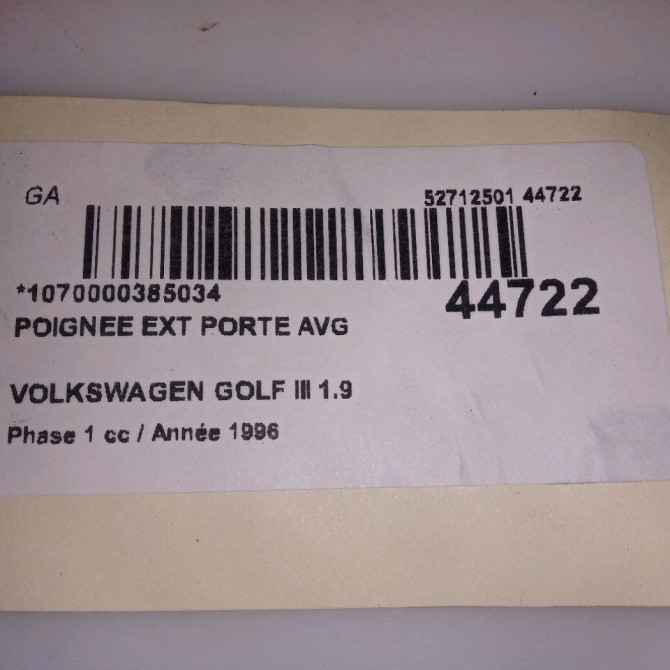 GA
52712501 44722
*1070000385034
44722
POIGNEE EXT PORTE AVG
VOLKSWAGEN GOLF III 1.9
Phase 1 cc / Année 1996